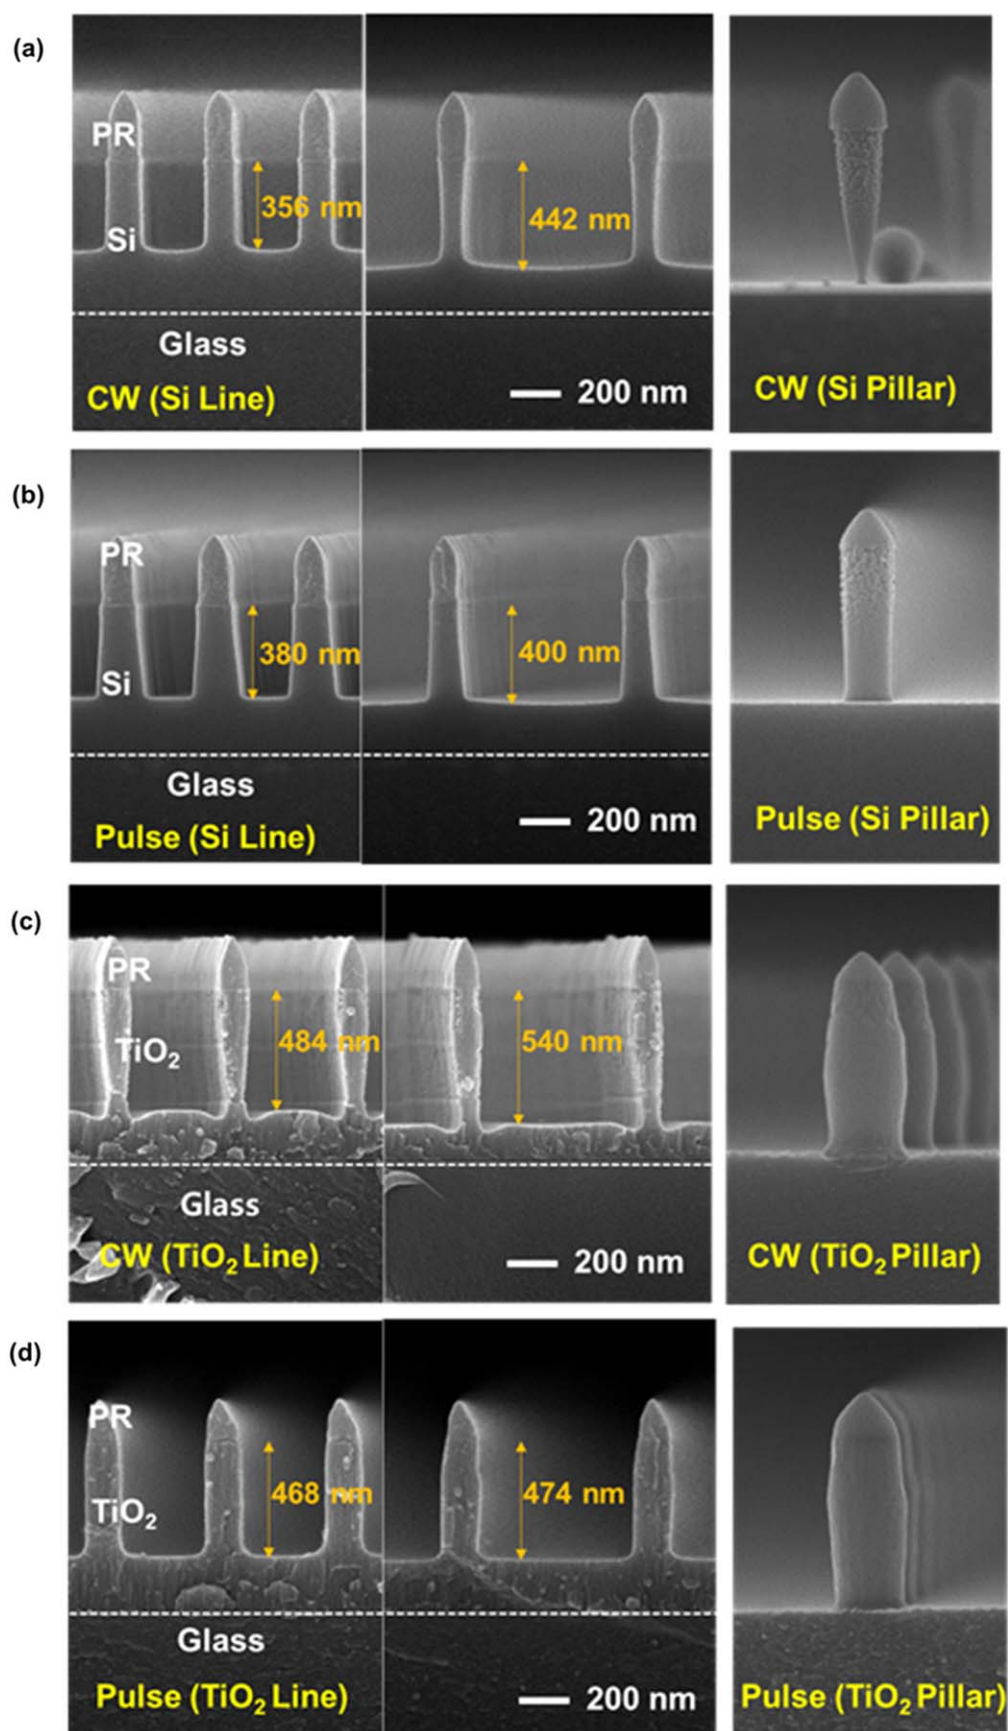 (a)
PR
356 nm
442 nm
Si
Glass
CW (Si Line)
200 nm
CW (Si Pillar)
(b)
PR
380 nm
400 nm
Si
Glass
Pulse (Si Line)
200 nm
Pulse (Si Pillar)
(c)
PR
484 nm
540 nm
TiO₂
Glass
CW (TiO₂ Line)
200 nm
CW (TiO₂ Pillar)
(d)
PR
468 nm
474 nm
TiO₂
Glass
Pulse (TiO₂ Line)
200 nm
Pulse (TiO₂ Pillar)